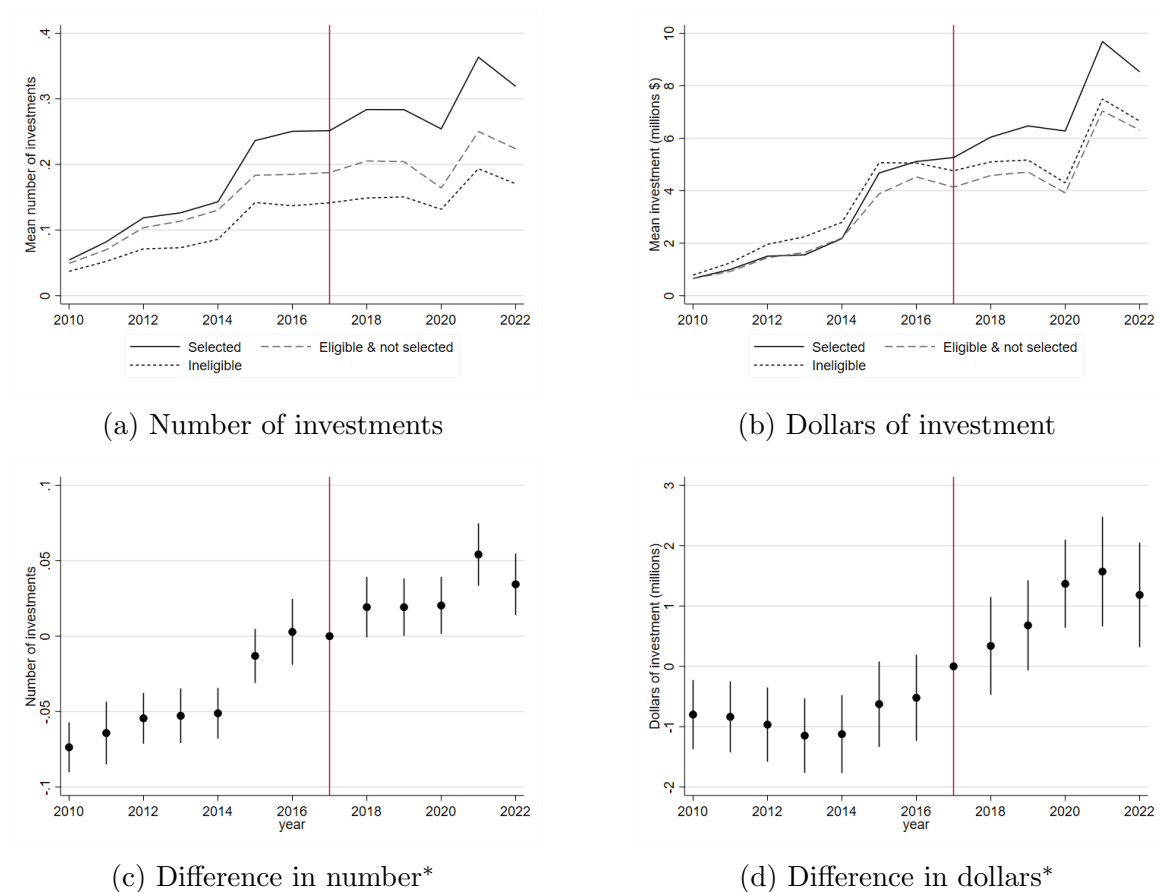 Mean number of investments
.4
.3
.2
.1
0
2010 2012 2014 2016 2018 2020 2022
Selected Eligible & not selected
Ineligible
(a) Number of investments
Mean investment (millions $)
10
8
6
4
2
0
2010 2012 2014 2016 2018 2020 2022
Selected Eligible & not selected
Ineligible
(b) Dollars of investment
Number of investments
.1
.05
0
-.05
-.1
2010 2012 2014 2016 2018 2020 2022
year
(c) Difference in number*
Dollars of investment (millions)
3
2
1
0
-1
-2
2010 2012 2014 2016 2018 2020 2022
year
(d) Difference in dollars*